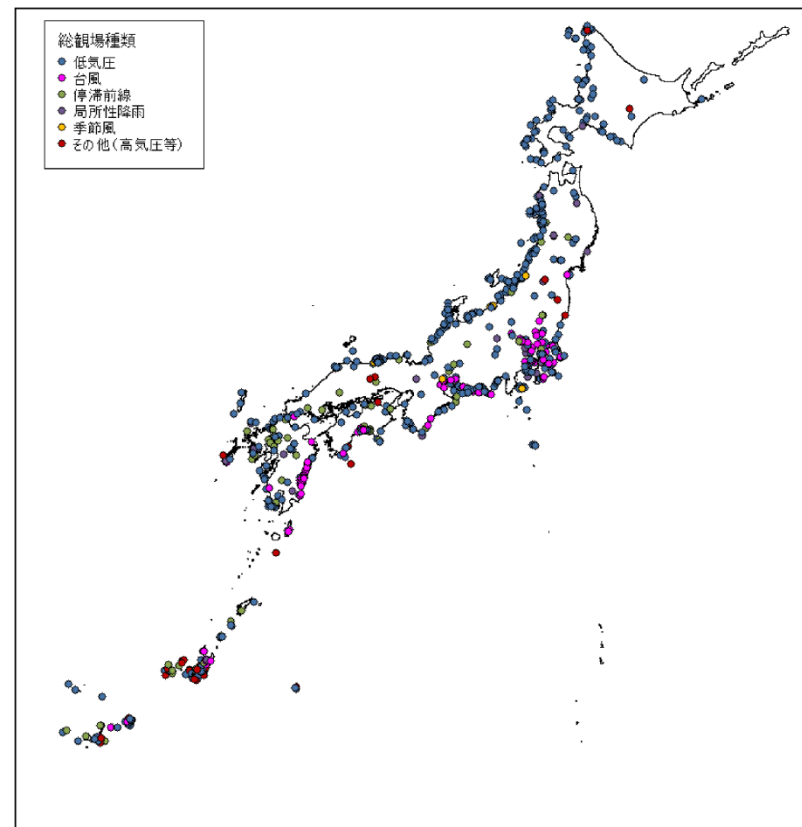 総観場種類
低気圧
台風
停滞前線
局所性降雨
季節風
その他(高気圧等)